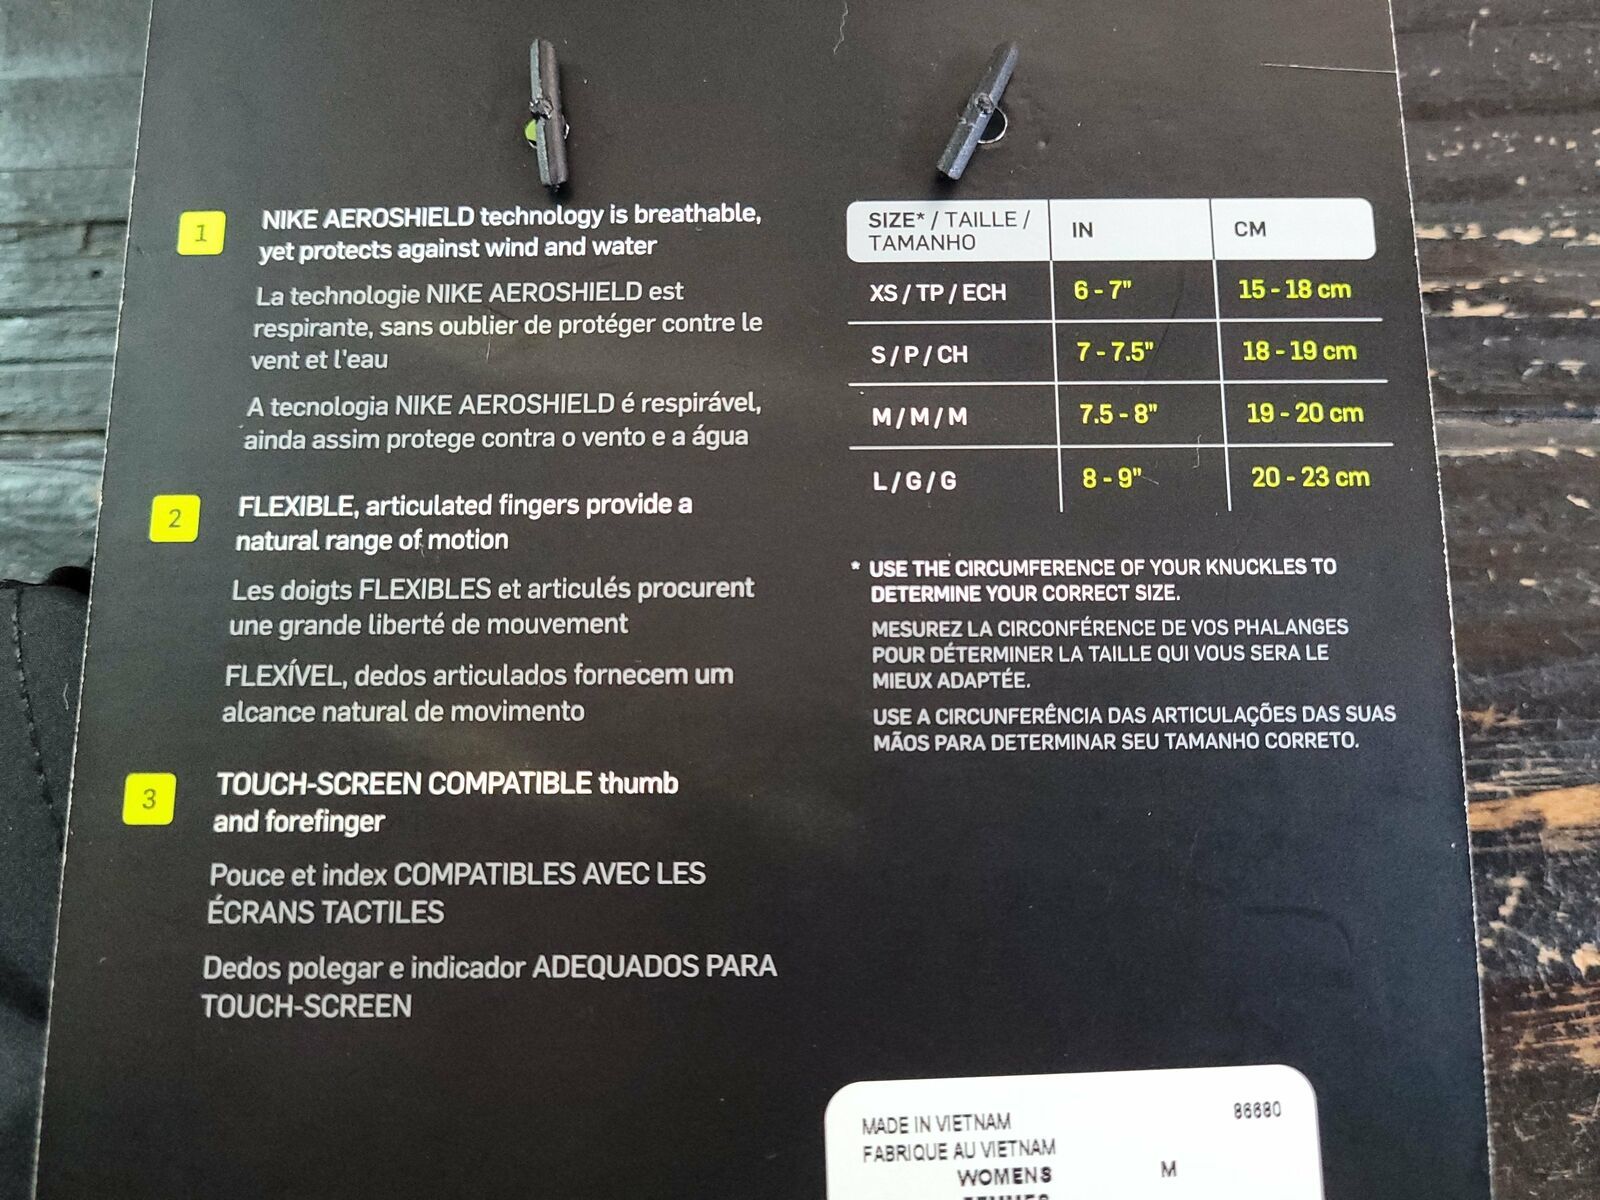 1
NIKE AEROSHIELD technology is breathable,
yet protects against wind and water
La technologie NIKE AEROSHIELD est
respirante, sans oublier de protéger contre le
vent et l'eau
A tecnologia NIKE AEROSHIELD é respirável,
ainda assim protege contra o vento e a água
2
FLEXIBLE, articulated fingers provide a
natural range of motion
Les doigts FLEXIBLES et articulés procurent
une grande liberté de mouvement
FLEXÍVEL, dedos articulados fornecem um
alcance natural de movimento
3
TOUCH-SCREEN COMPATIBLE thumb
and forefinger
Pouce et index COMPATIBLES AVEC LES
ÉCRANS TACTILES
Dedos polegar e indicador ADEQUADOS PARA
TOUCH-SCREEN
SIZE* / TAILLE /
TAMANHO
IN
CM
XS / TP / ECH 6 - 7" 15 - 18 cm
S / P / CH 7 - 7.5" 18 - 19 cm
M / M / M 7.5 - 8" 19 - 20 cm
L / G / G 8 - 9" 20 - 23 cm
* USE THE CIRCUMFERENCE OF YOUR KNUCKLES TO
DETERMINE YOUR CORRECT SIZE.
MESUREZ LA CIRCONFÉRENCE DE VOS PHALANGES
POUR DÉTERMINER LA TAILLE QUI VOUS SERA LE
MIEUX ADAPTÉE.
USE A CIRCUNFERÊNCIA DAS ARTICULAÇÕES DAS SUAS
MÃOS PARA DETERMINAR SEU TAMANHO CORRETO.
MADE IN VIETNAM 86680
FABRIQUE AU VIETNAM
WOMENS M